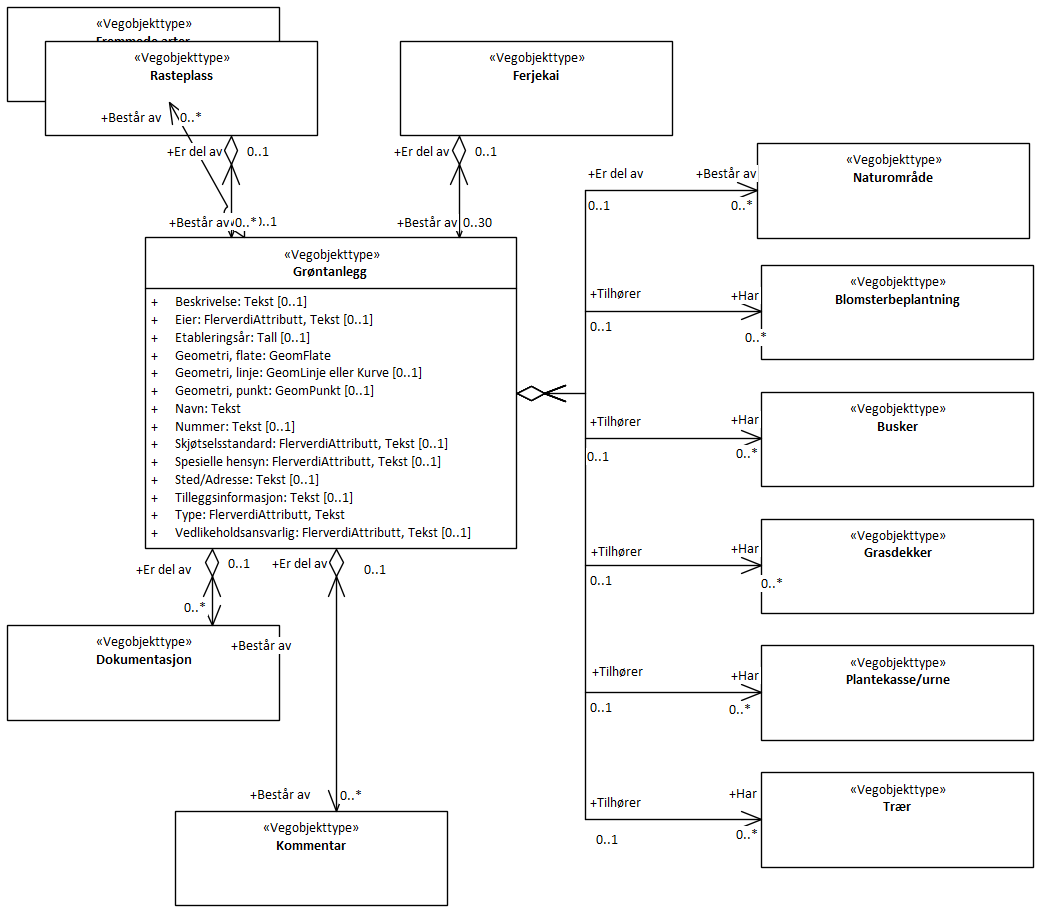 «Vegobjekttype»
Fremmede arter
«Vegobjekttype»
Rasteplass
«Vegobjekttype»
Ferjekai
+Består av 0..*
+Er del av 0..1
+Er del av 0..1
+Består av 0..*
0..1
+Består av 0..30
«Vegobjekttype»
Grøntanlegg
+ Beskrivelse: Tekst [0..1]
+ Eier: FlerverdiAttributt, Tekst [0..1]
+ Etableringsår: Tall [0..1]
+ Geometri, flate: GeomFlate
+ Geometri, linje: GeomLinje eller Kurve [0..1]
+ Geometri, punkt: GeomPunkt [0..1]
+ Navn: Tekst
+ Nummer: Tekst [0..1]
+ Skjøtselsstandard: FlerverdiAttributt, Tekst [0..1]
+ Spesielle hensyn: FlerverdiAttributt, Tekst [0..1]
+ Sted/Adresse: Tekst [0..1]
+ Tilleggsinformasjon: Tekst [0..1]
+ Type: FlerverdiAttributt, Tekst
+ Vedlikeholdsansvarlig: FlerverdiAttributt, Tekst [0..1]
+Er del av +Består av
0..1 0..*
«Vegobjekttype»
Naturområde
+Tilhører +Har
0..1 0..*
«Vegobjekttype»
Blomsterbeplantning
+Tilhører +Har
0..1 0..*
«Vegobjekttype»
Busker
+Tilhører +Har
0..1 0..*
«Vegobjekttype»
Grasdekker
+Tilhører +Har
0..1 0..*
«Vegobjekttype»
Plantekasse/urne
+Tilhører +Har
0..1 0..*
«Vegobjekttype»
Trær
+Er del av 0..1
+Er del av 0..1
0..*
+Består av
«Vegobjekttype»
Dokumentasjon
+Består av 0..*
«Vegobjekttype»
Kommentar